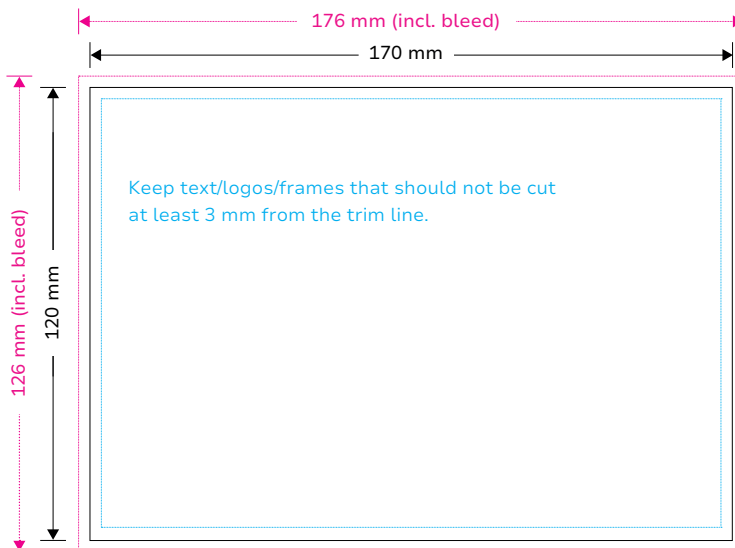 176 mm (incl. bleed)
170 mm
126 mm (incl. bleed)
120 mm
Keep text/logos/frames that should not be cut
at least 3 mm from the trim line.